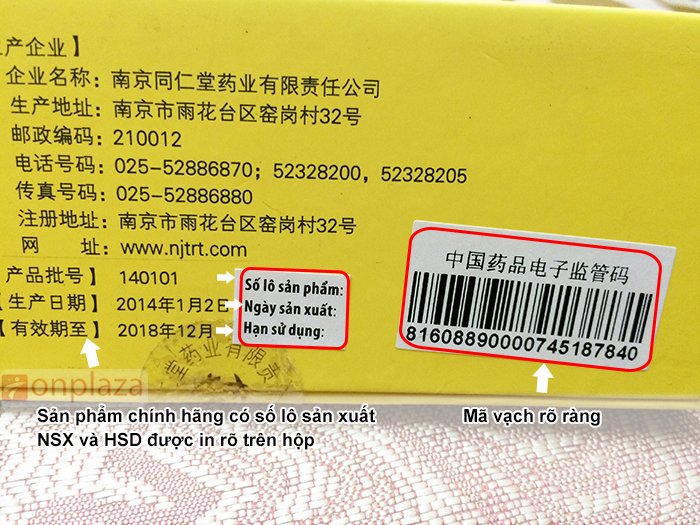 产企业】
企业名称：南京同仁堂药业有限责任公司
生产地址：南京市雨花台区窑岗村32号
邮政编码：210012
电话号码：025-52886870；52328200，52328205
传真号码：025-52886880
注册地址：南京市雨花台区窑岗村32号
网 址：www.njtrt.com
产品批号】 140101
【生产日期】 2014年1月2日
【有效期至】 2018年12月
Số lô sản phẩm:
Ngày sản xuất:
Hạn sử dụng:
中国药品电子监管码
81608890000745187840
堂药业有限责
onplaza
Sản phẩm chính hãng có số lô sản xuất
NSX và HSD được in rõ trên hộp
Mã vạch rõ ràng